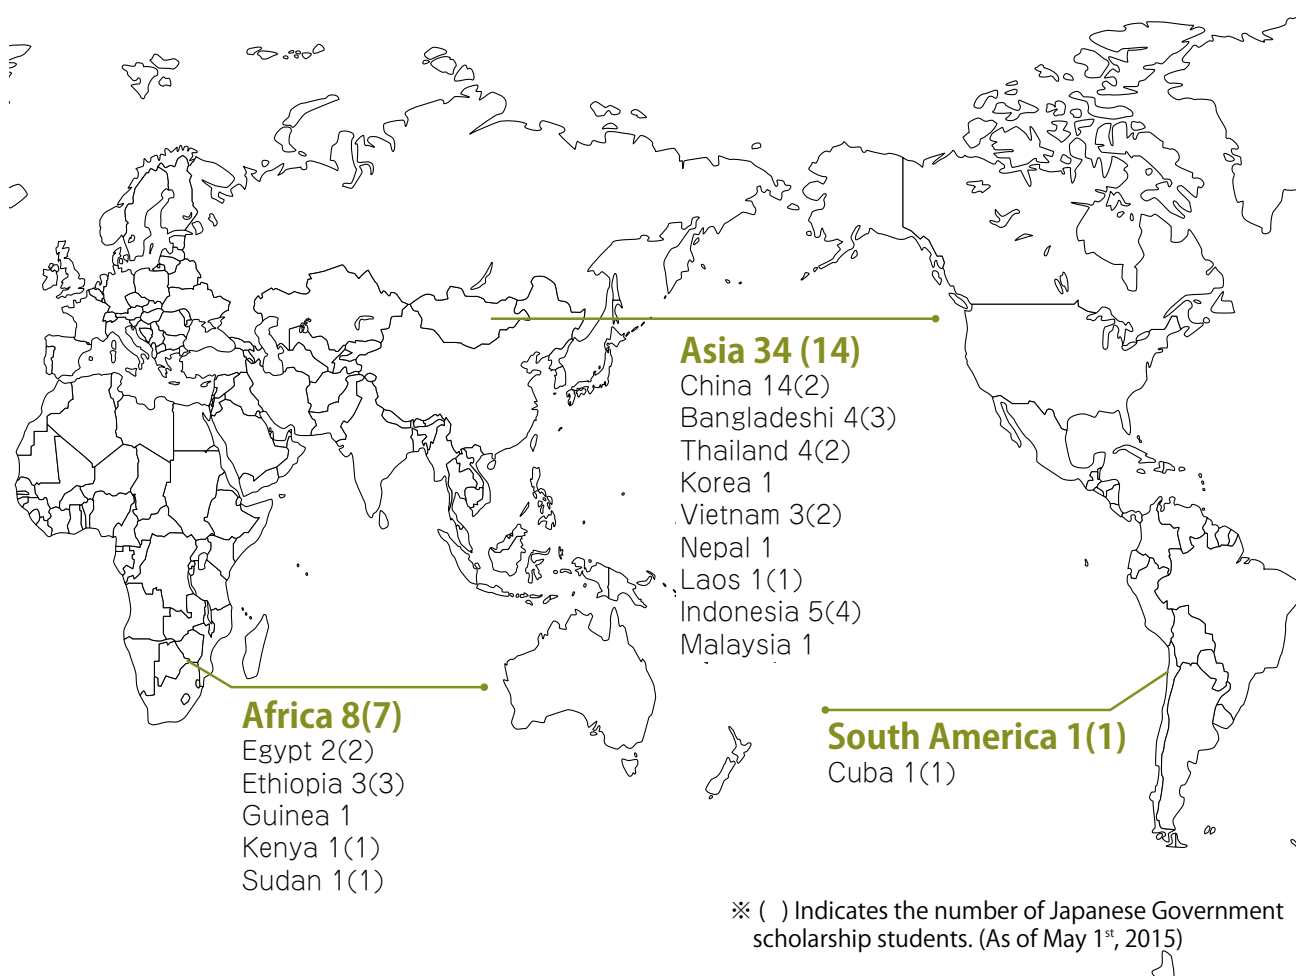 Asia 34 (14)
China 14(2)
Bangladeshi 4(3)
Thailand 4(2)
Korea 1
Vietnam 3(2)
Nepal 1
Laos 1(1)
Indonesia 5(4)
Malaysia 1
Africa 8(7)
Egypt 2(2)
Ethiopia 3(3)
Guinea 1
Kenya 1(1)
Sudan 1(1)
South America 1(1)
Cuba 1(1)
※ ( ) Indicates the number of Japanese Government
scholarship students. (As of May 1st, 2015)